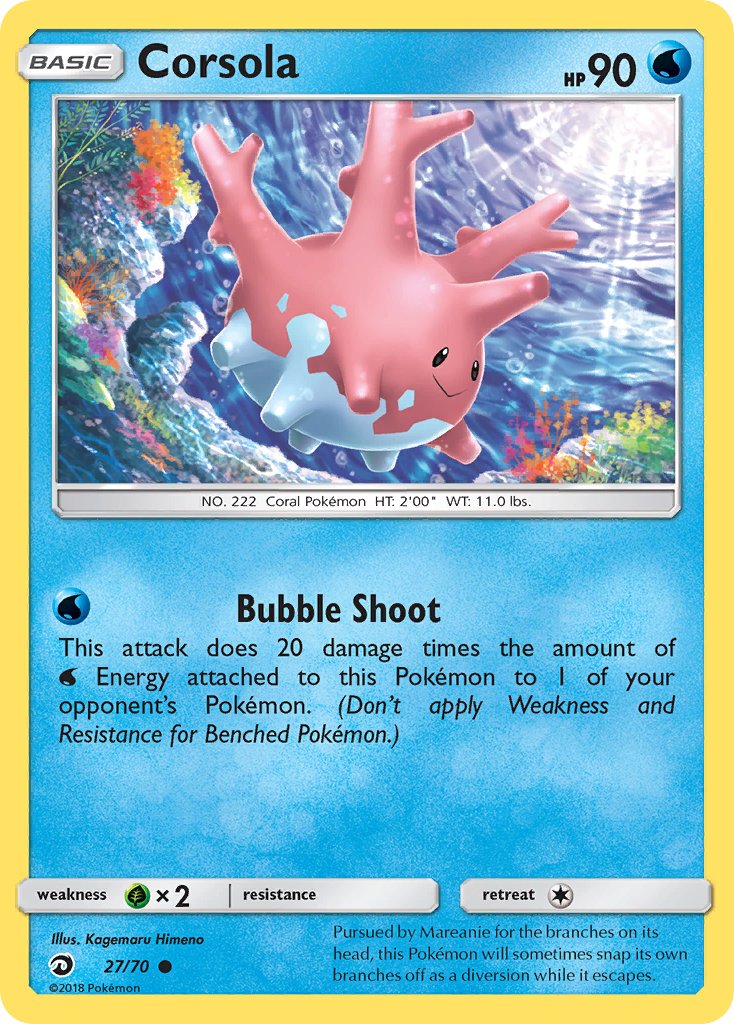 BASIC Corsola HP 90
NO. 222 Coral Pokémon HT: 2'00" WT: 11.0 lbs.
Bubble Shoot
This attack does 20 damage times the amount of
Energy attached to this Pokémon to 1 of your
opponent's Pokémon. (Don't apply Weakness and
Resistance for Benched Pokémon.)
weakness × 2 resistance retreat
Illus. Kagemaru Himeno
27/70
©2018 Pokémon
Pursued by Mareanie for the branches on its
head, this Pokémon will sometimes snap its own
branches off as a diversion while it escapes.